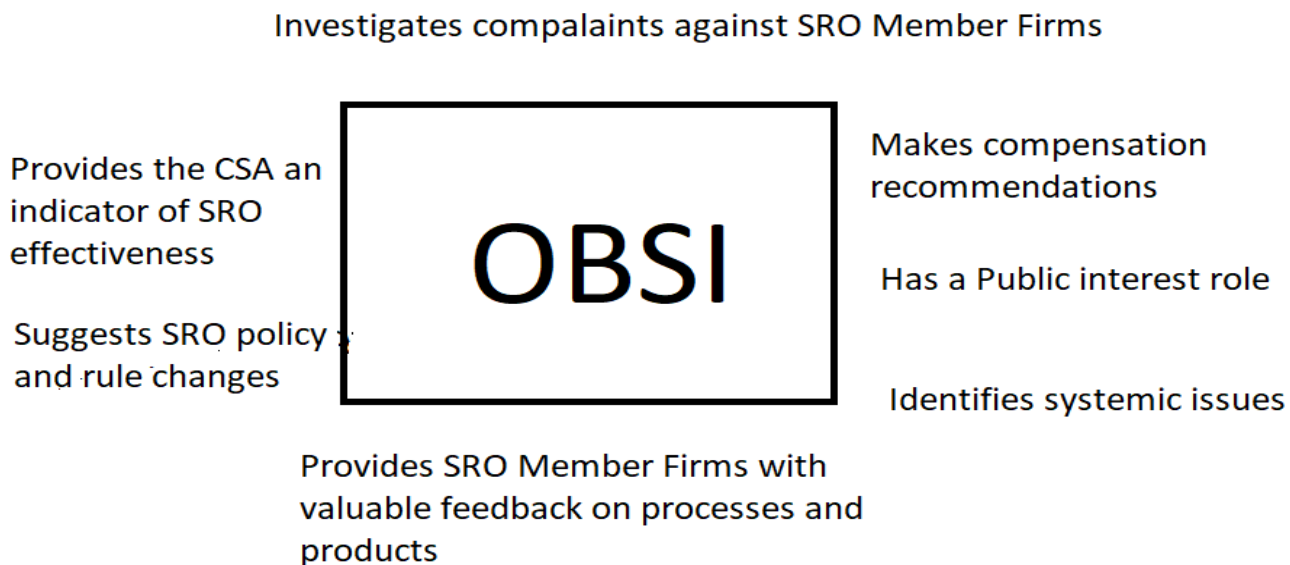 Investigates compalaints against SRO Member Firms
Provides the CSA an
indicator of SRO
effectiveness
Suggests SRO policy
and rule changes
OBSI
Makes compensation
recommendations
Has a Public interest role
Identifies systemic issues
Provides SRO Member Firms with
valuable feedback on processes and
products